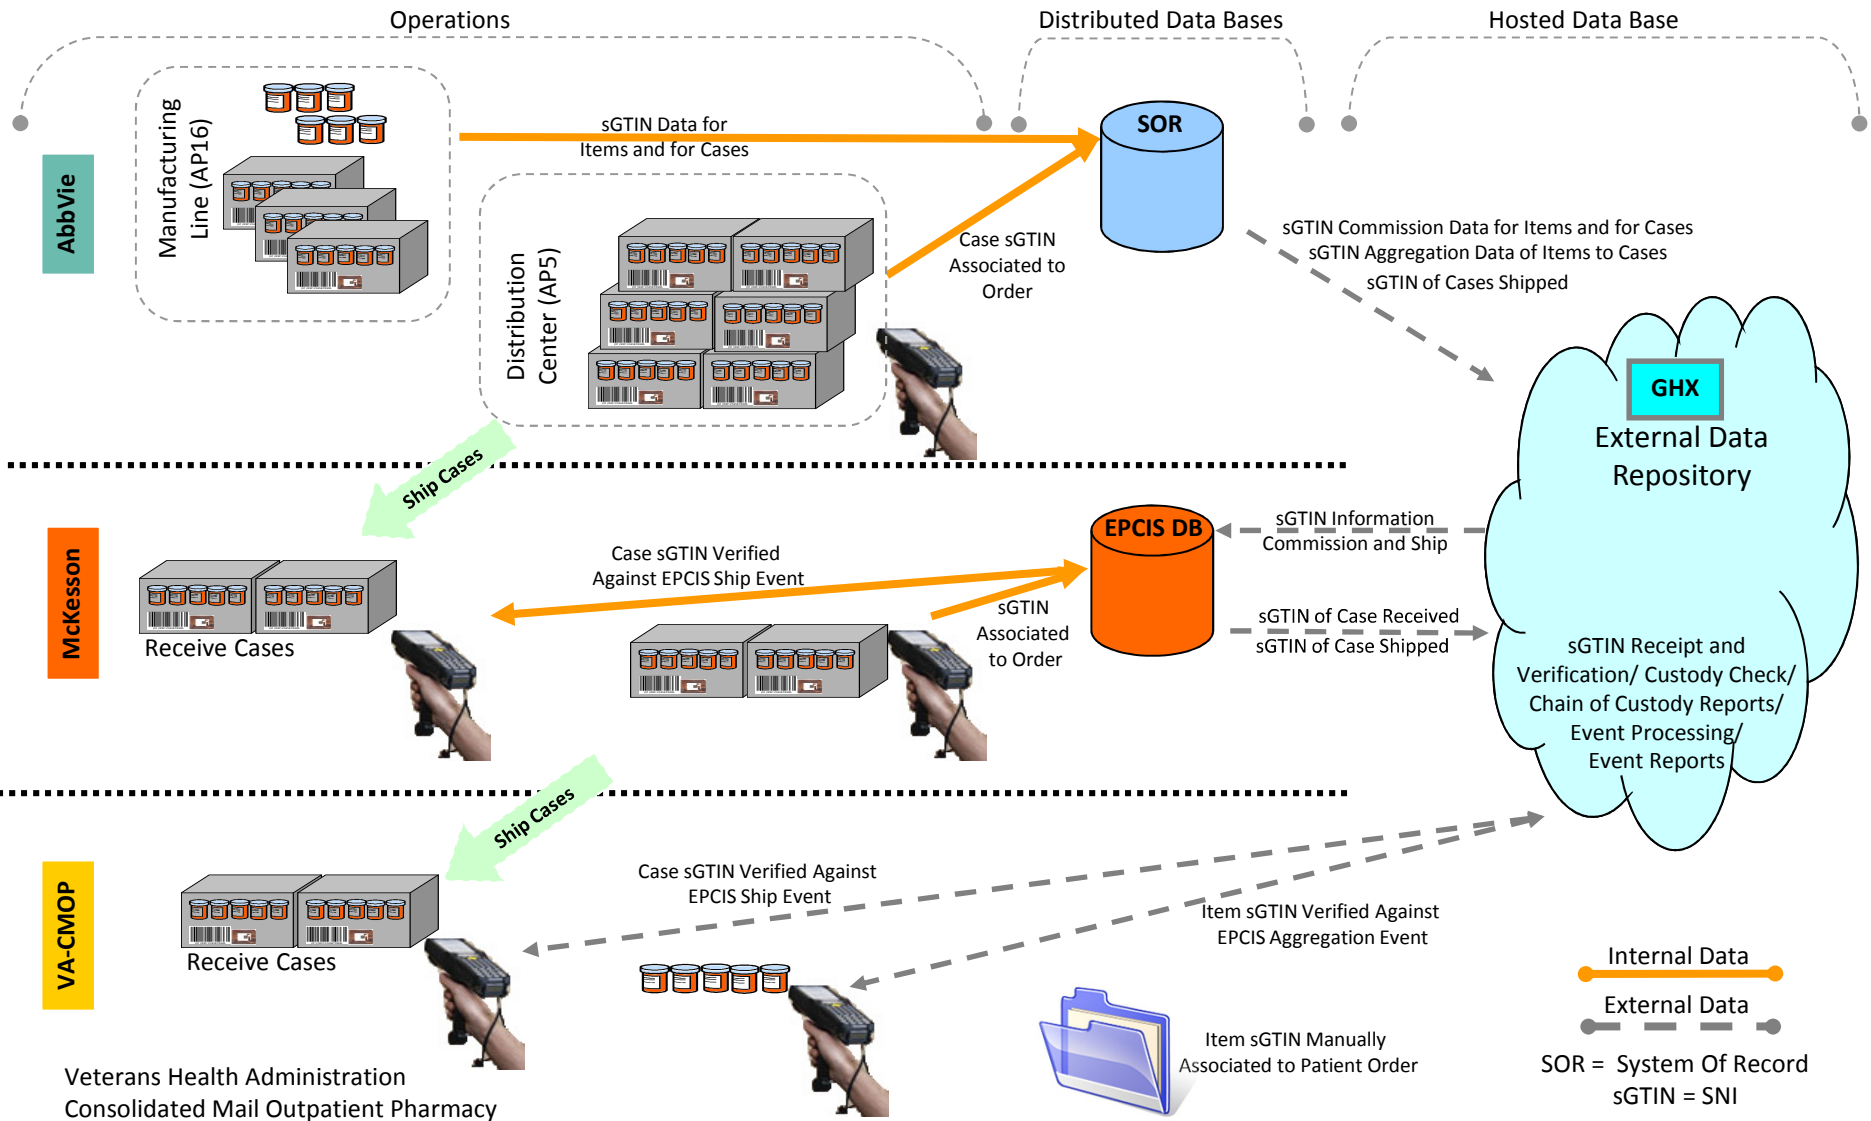 Operations
Distributed Data Bases
Hosted Data Base
AbbVie
Manufacturing
Line (AP16)
sGTIN Data for
Items and for Cases
SOR
Distribution
Center (AP5)
Case sGTIN
Associated to
Order
sGTIN Commission Data for Items and for Cases
sGTIN Aggregation Data of Items to Cases
sGTIN of Cases Shipped
GHX
External Data
Repository
Ship Cases
McKesson
Receive Cases
Case sGTIN Verified
Against EPCIS Ship Event
EPCIS DB
sGTIN
Associated
to Order
sGTIN Information
Commission and Ship
sGTIN of Case Received
sGTIN of Case Shipped
sGTIN Receipt and
Verification/ Custody Check/
Chain of Custody Reports/
Event Processing/
Event Reports
Ship Cases
VA-CMOP
Receive Cases
Case sGTIN Verified Against
EPCIS Ship Event
Item sGTIN Verified Against
EPCIS Aggregation Event
Item sGTIN Manually
Associated to Patient Order
Internal Data
External Data
SOR = System Of Record
sGTIN = SNI
Veterans Health Administration
Consolidated Mail Outpatient Pharmacy